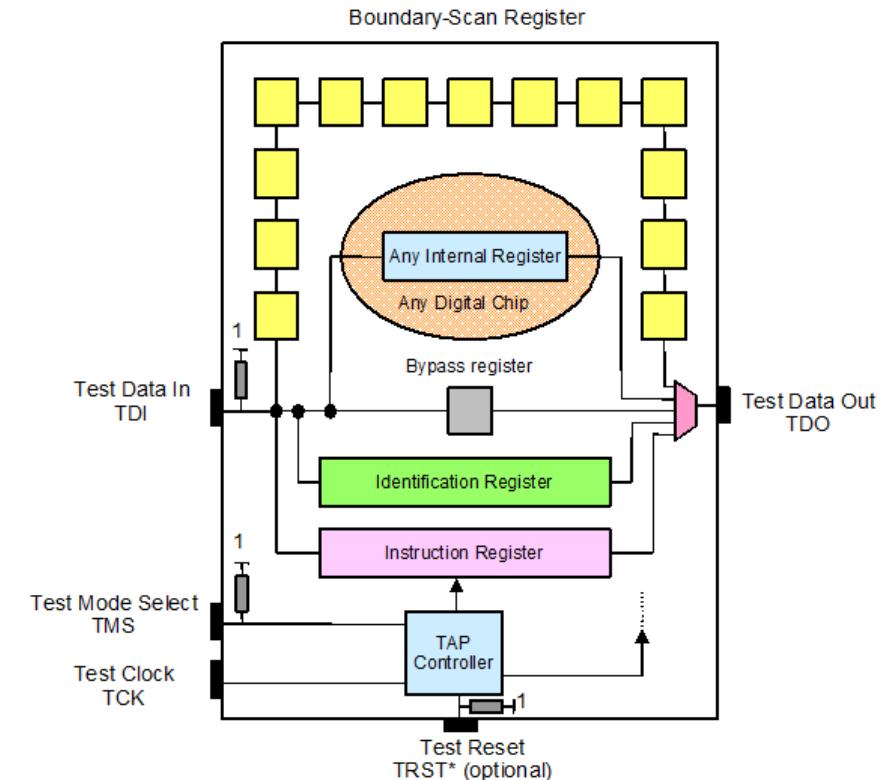 Boundary-Scan Register
Any Internal Register
Any Digital Chip
1
Bypass register
Test Data In
TDI
Test Data Out
TDO
Identification Register
1
Instruction Register
Test Mode Select
TMS
TAP
Controller
Test Clock
TCK
1
Test Reset
TRST* (optional)